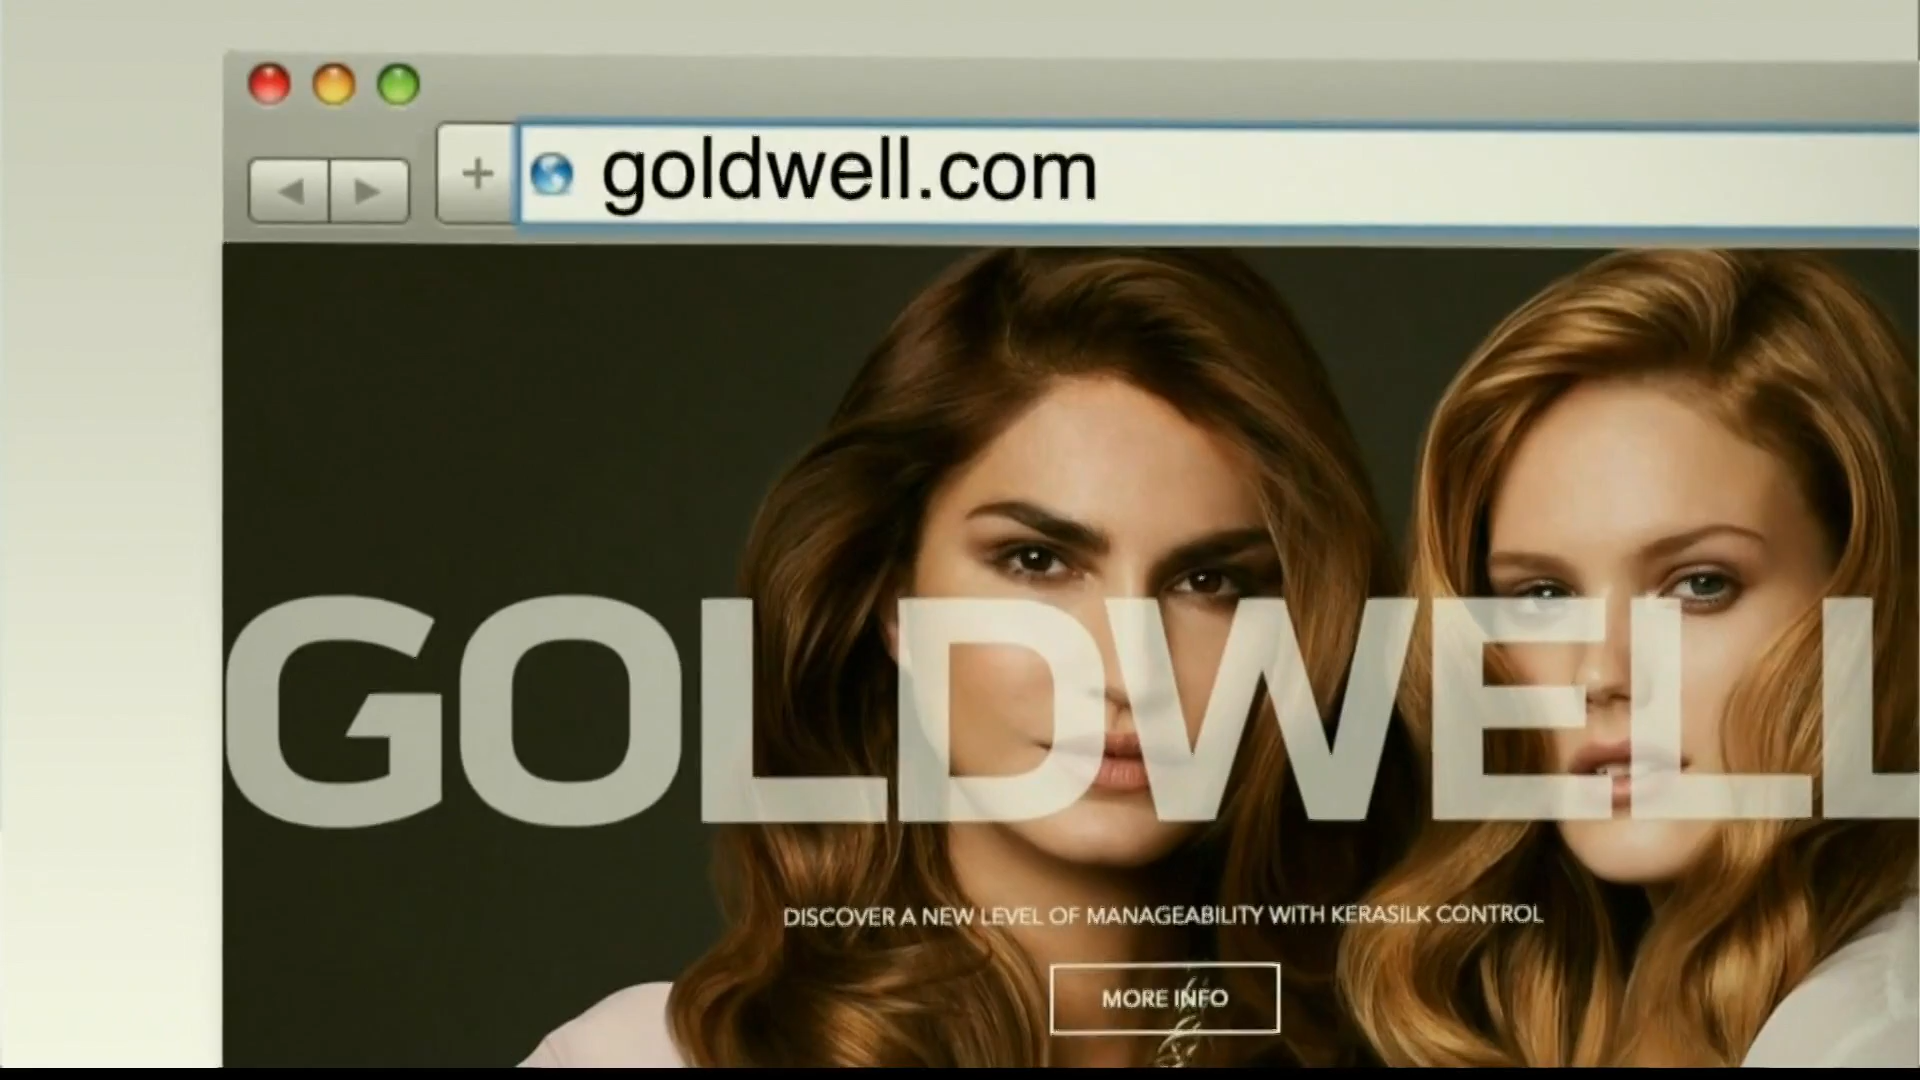 goldwell.com
GOLDWELL
DISCOVER A NEW LEVEL OF MANAGEABILITY WITH KERASILK CONTROL
MORE INFO